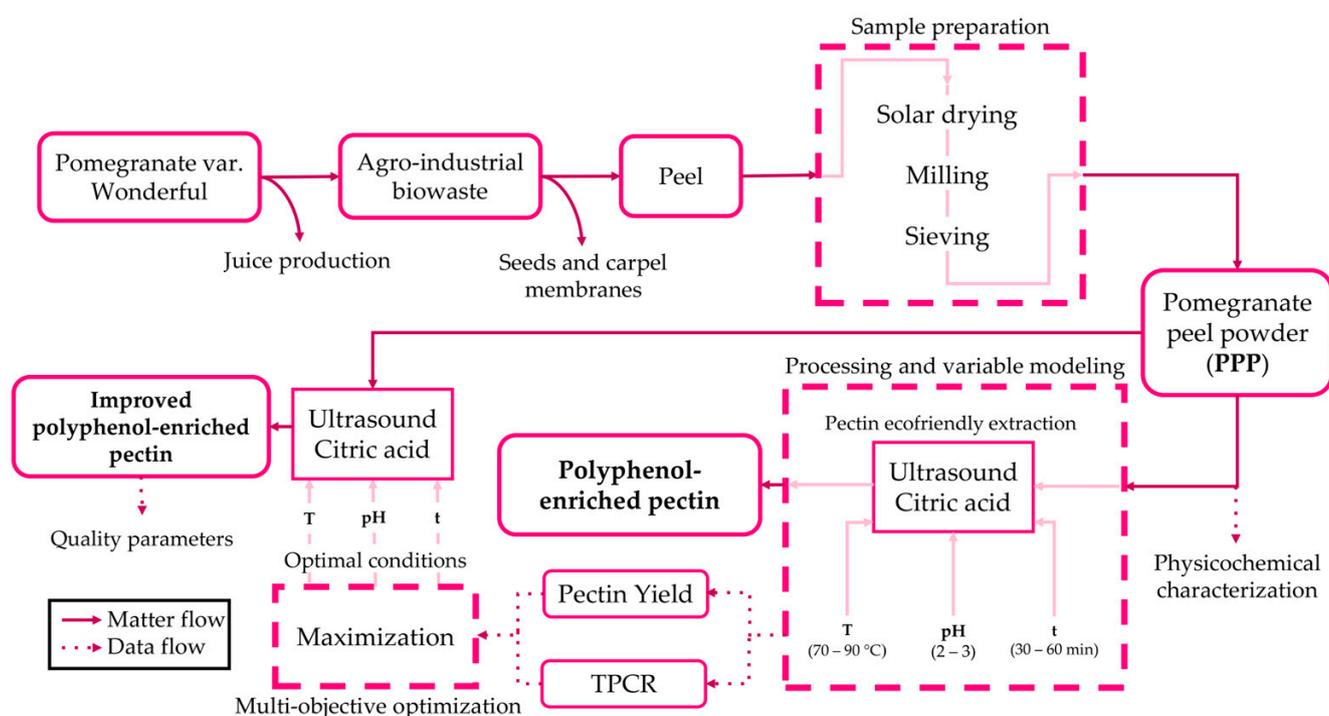 Sample preparation
Pomegranate var.
Wonderful
Agro-industrial
biowaste
Peel
Solar drying
Milling
Sieving
Juice production
Seeds and carpel
membranes
Pomegranate
peel powder
(PPP)
Processing and variable modeling
Pectin ecofriendly extraction
Ultrasound
Citric acid
T
(70 – 90 °C)
pH
(2 – 3)
t
(30 – 60 min)
Physicochemical
characterization
Polyphenol-
enriched pectin
Pectin Yield
TPCR
Maximization
Multi-objective optimization
Optimal conditions
T
pH
t
Ultrasound
Citric acid
Improved
polyphenol-enriched
pectin
Quality parameters
Matter flow
Data flow